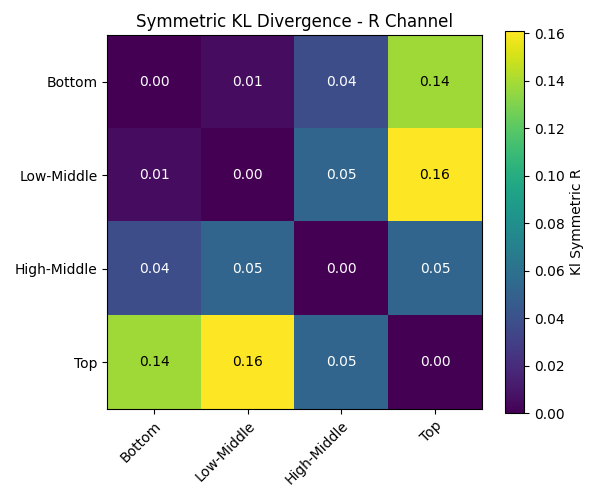 Symmetric KL Divergence - R Channel
Bottom 0.00 0.01 0.04 0.14
Low-Middle 0.01 0.00 0.05 0.16
High-Middle 0.04 0.05 0.00 0.05
Top 0.14 0.16 0.05 0.00
Bottom Low-Middle High-Middle Top
0.16
0.14
0.12
0.10
0.08
0.06
0.04
0.02
0.00
Kl Symmetric R